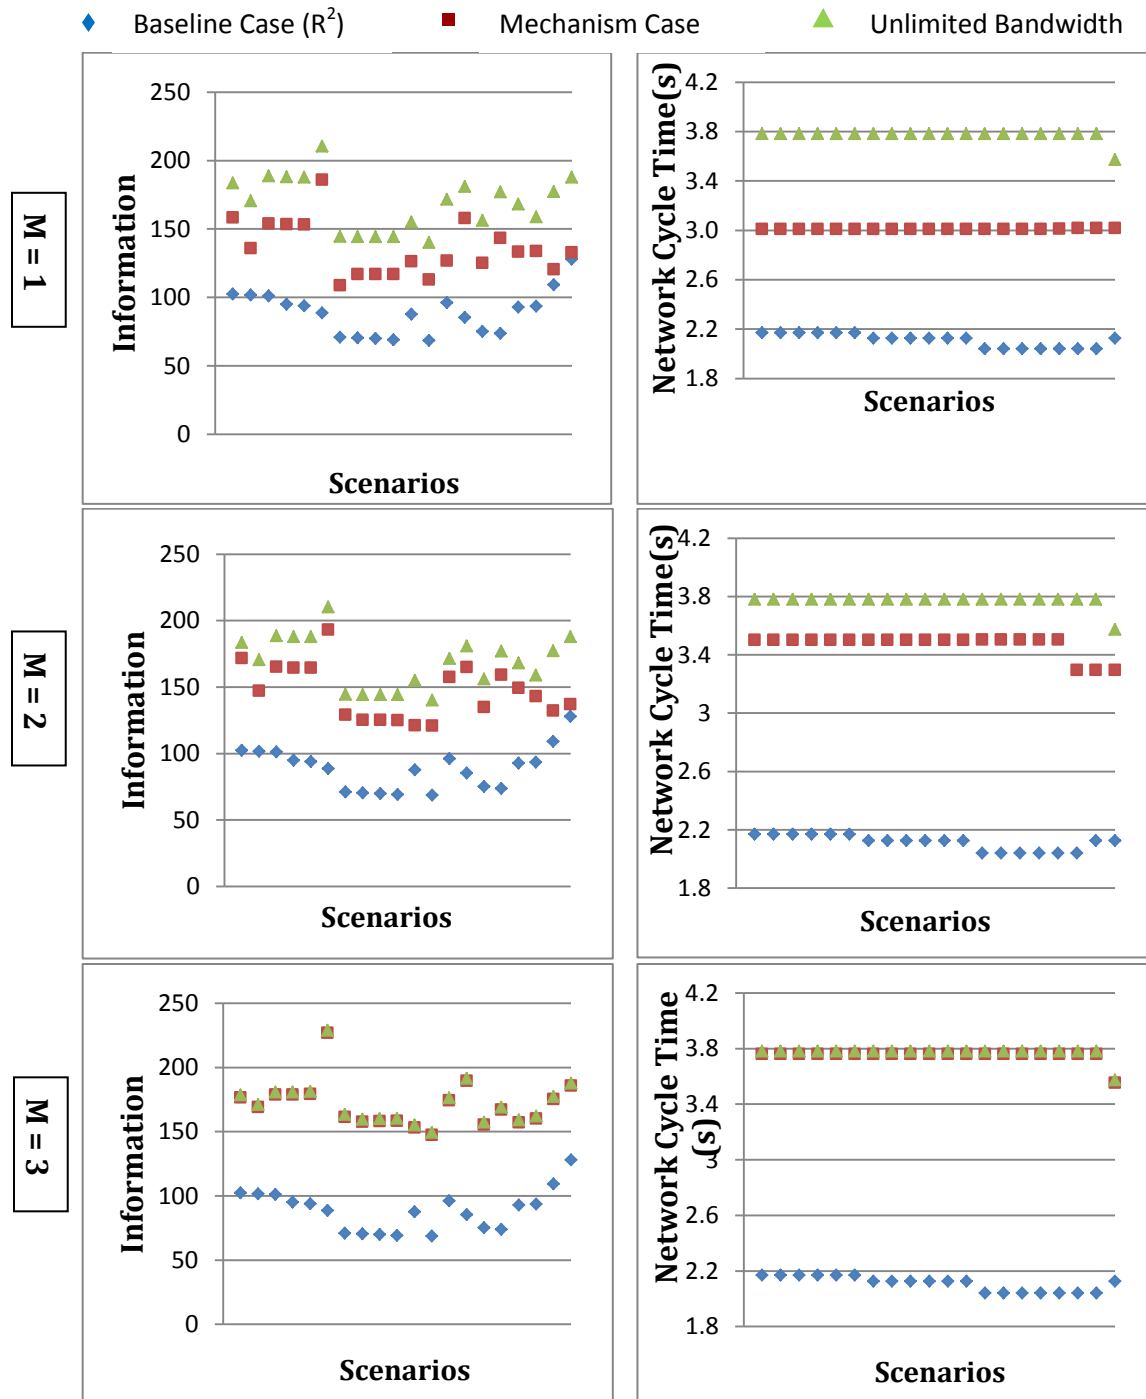 Baseline Case (R²) Mechanism Case Unlimited Bandwidth
M = 1
Information
250
200
150
100
50
0
Scenarios
Network Cycle Time(s)
4.2
3.8
3.4
3.0
2.6
2.2
1.8
Scenarios
M = 2
Information
250
200
150
100
50
0
Scenarios
Network Cycle Time(s)
4.2
3.8
3.4
3
2.6
2.2
1.8
Scenarios
M = 3
Information
250
200
150
100
50
0
Scenarios
Network Cycle Time
(s)
4.2
3.8
3.4
3
2.6
2.2
1.8
Scenarios